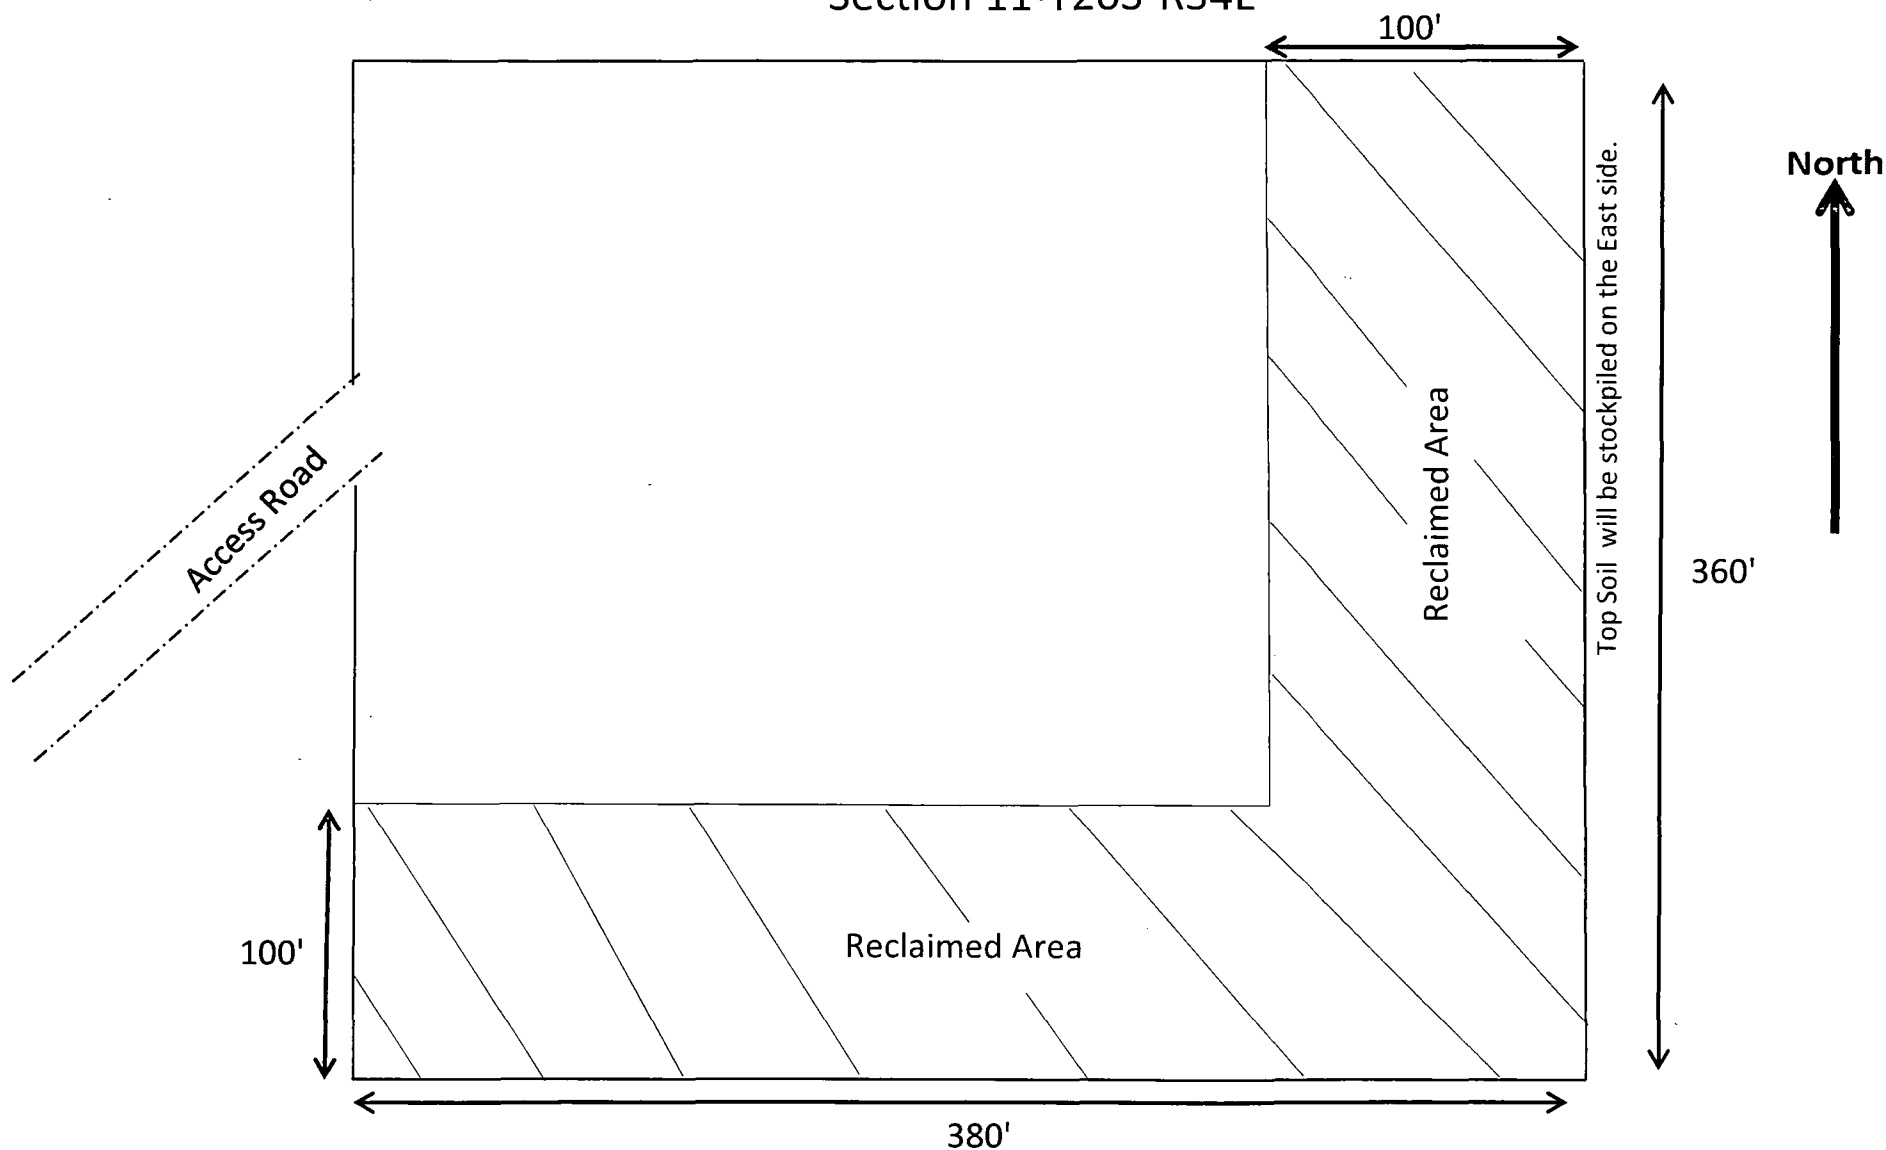 100'
North
Top Soil will be stockpiled on the East side.
Access Road
Reclaimed Area
360'
100'
Reclaimed Area
380'